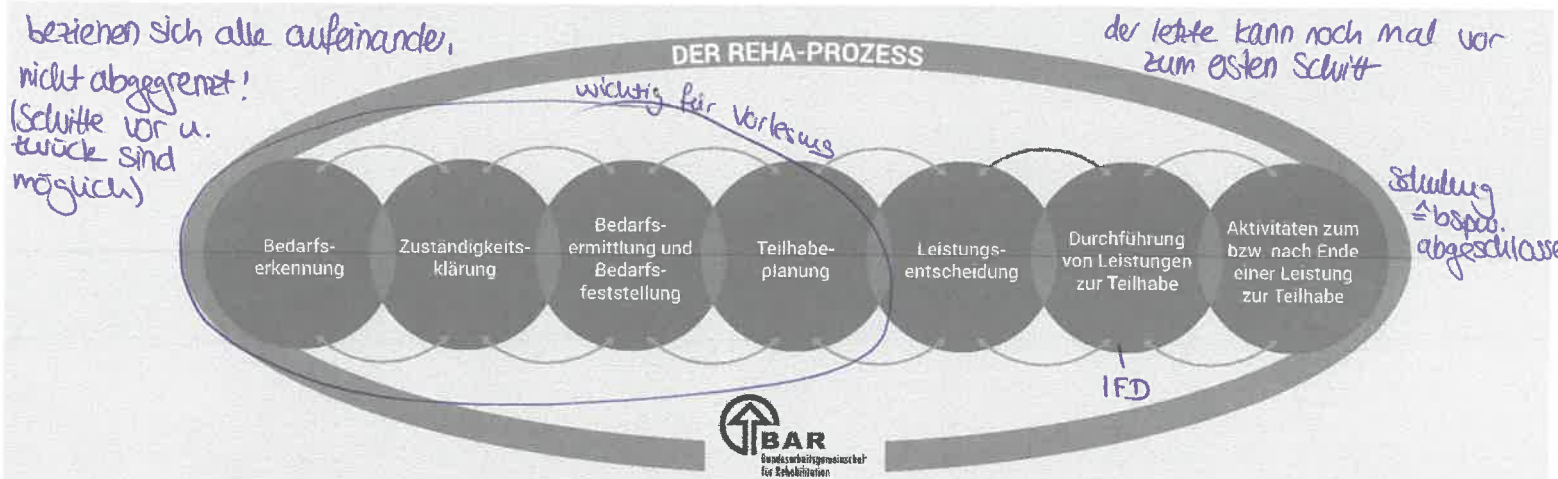 beziehen sich alle aufeinander,
nicht abgegrenzt!
(Schritte vor u.
zurück sind
möglich)
DER REHA-PROZESS
wichtig für Vorlesung
der letzte kann noch mal vor
zum ersten Schritt
Bedarfs-
erkennung
Zuständigkeits-
klärung
Bedarfs-
ermittlung und
Bedarfs-
feststellung
Teilhabe-
planung
Leistungs-
entscheidung
Durchführung
von Leistungen
zur Teilhabe
Aktivitäten zum
bzw. nach Ende
einer Leistung
zur Teilhabe
≙ bspw.
abgeschlosse
IFD
BAR
Bundesarbeitsgemeinschaft
für Rehabilitation